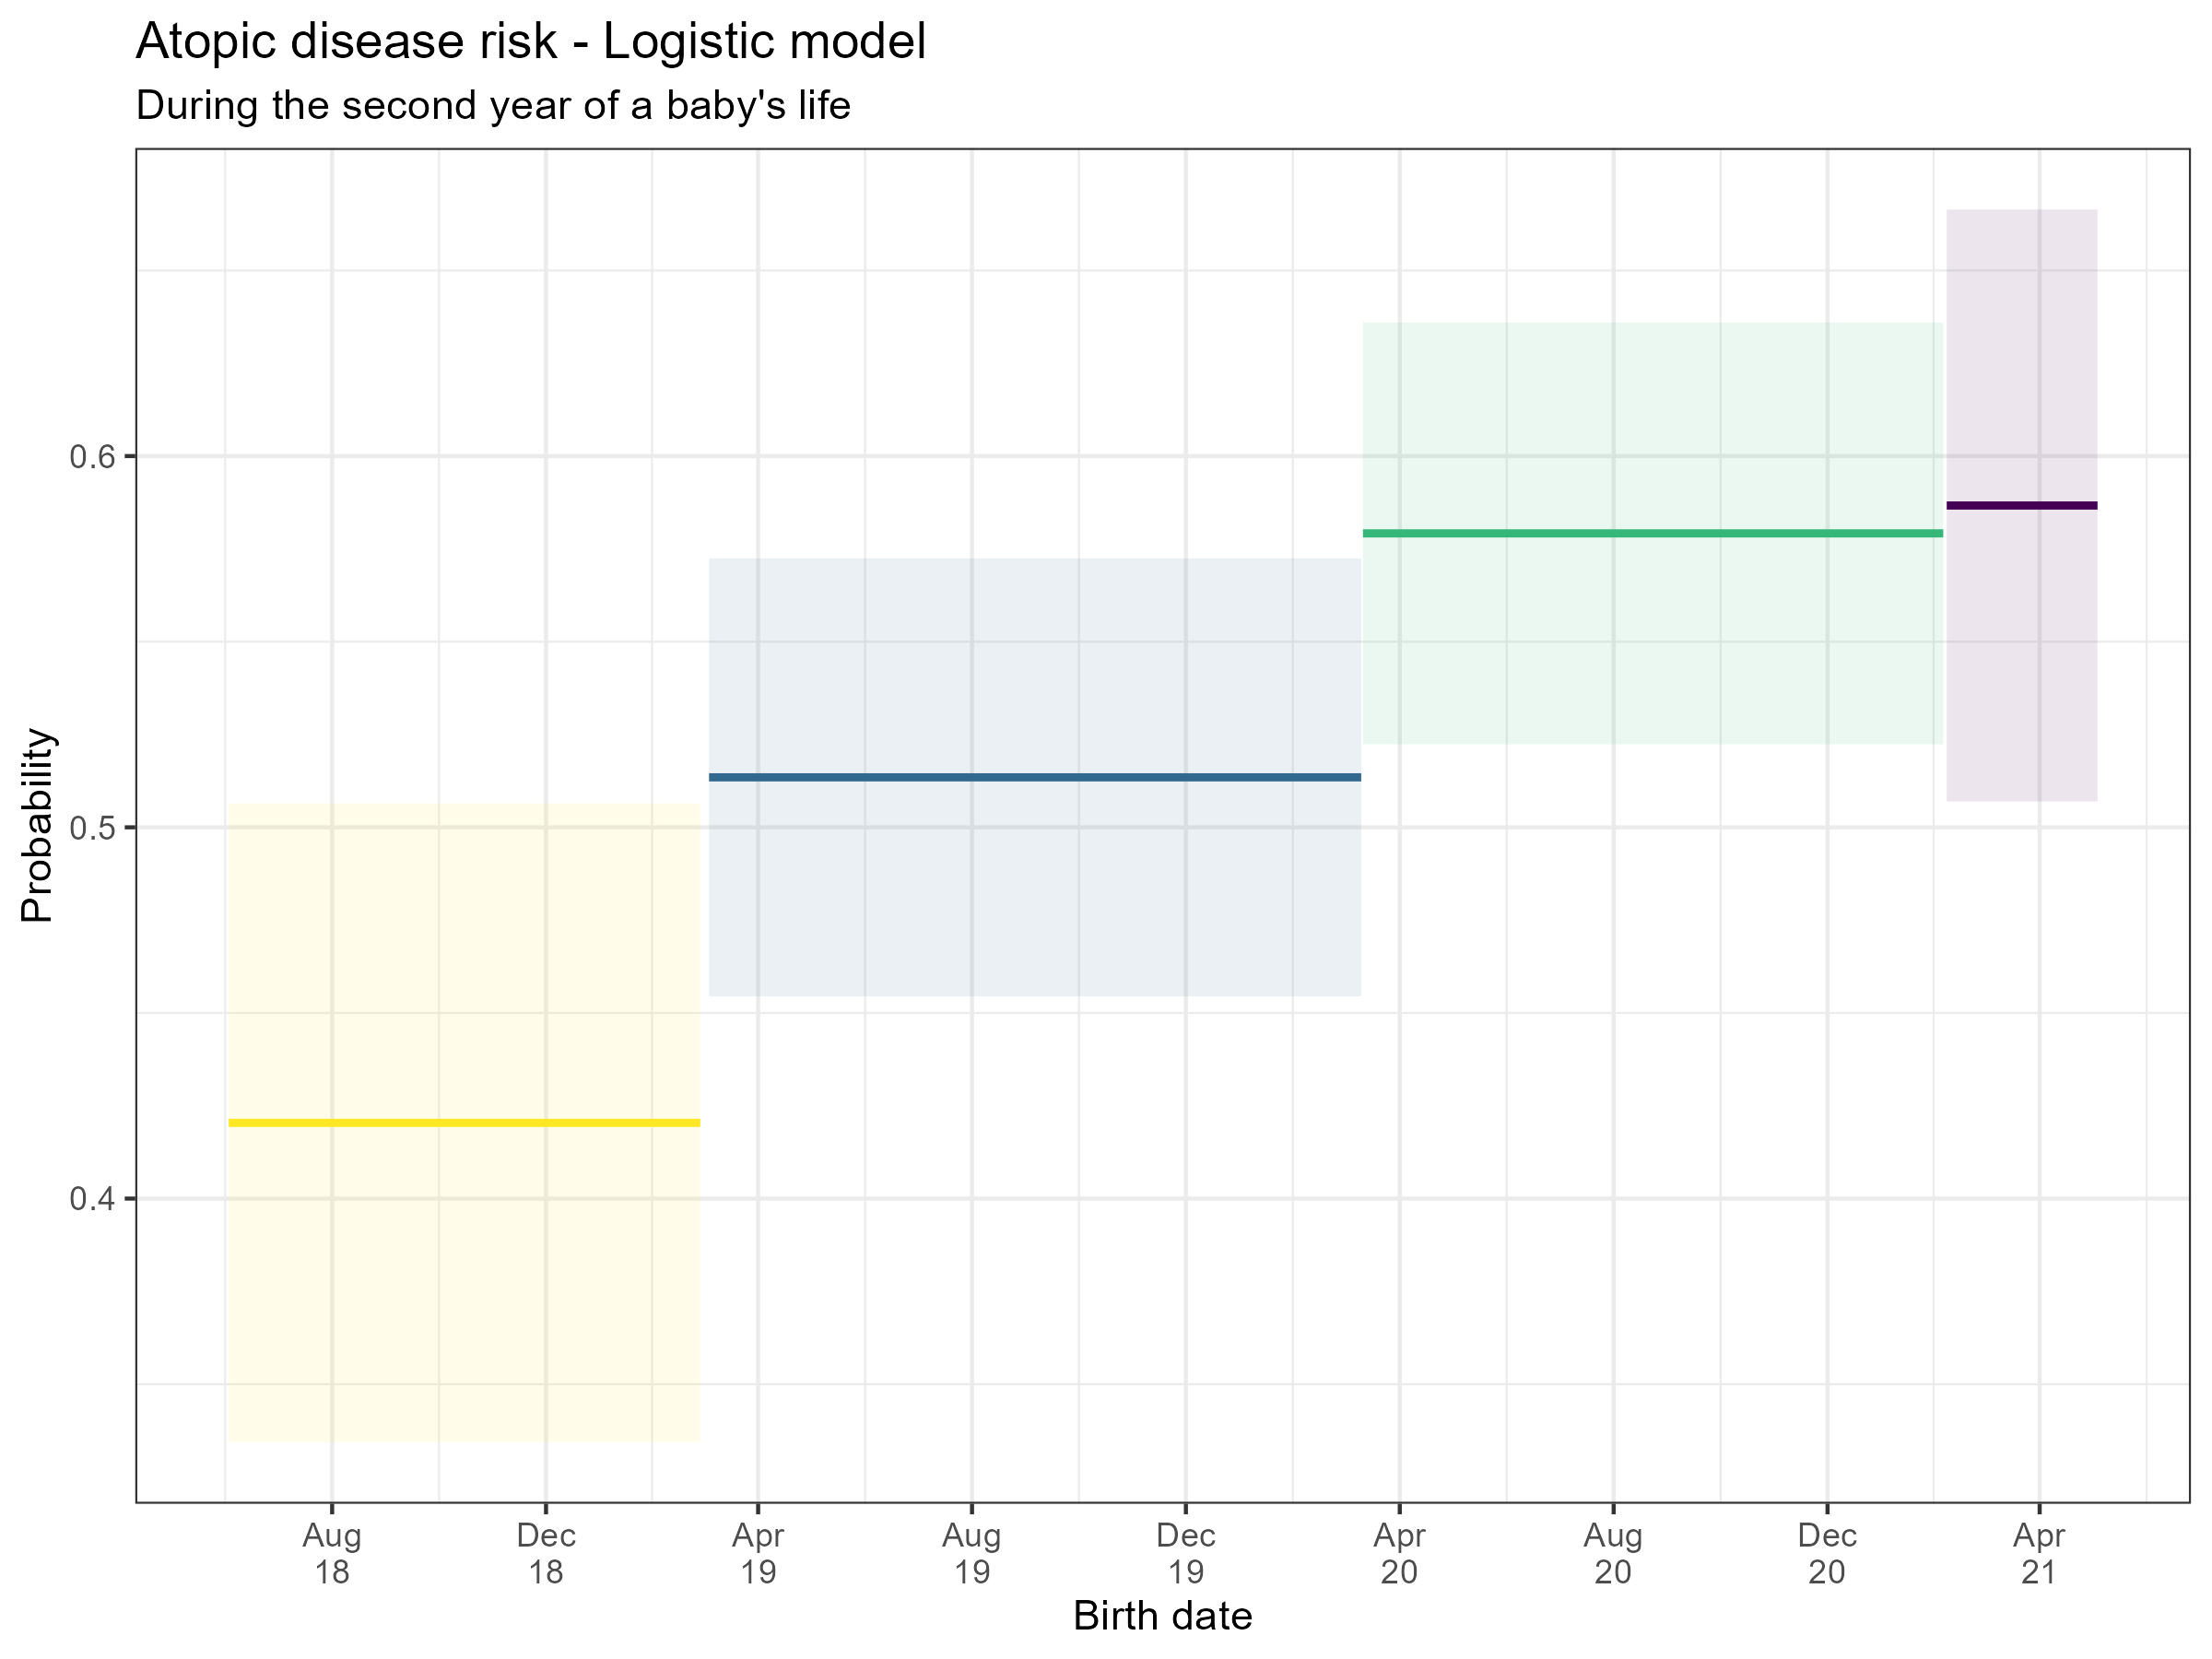 Atopic disease risk - Logistic model
During the second year of a baby's life
Probability
0.6
0.5
0.4
Aug Dec Apr Aug Dec Apr Aug Dec Apr
18 18 19 19 19 20 20 20 21
Birth date